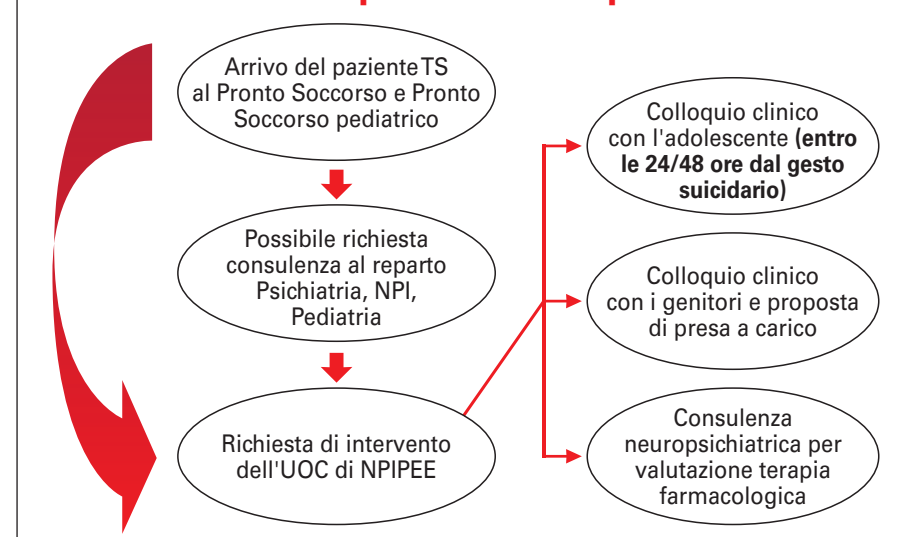 Arrivo del paziente TS
al Pronto Soccorso e Pronto
Soccorso pediatrico
Possibile richiesta
consulenza al reparto
Psichiatria, NPI,
Pediatria
Richiesta di intervento
dell'UOC di NPIPEE
Colloquio clinico
con l'adolescente (entro
le 24/48 ore dal gesto
suicidario)
Colloquio clinico
con i genitori e proposta
di presa a carico
Consulenza
neuropsichiatrica per
valutazione terapia
farmacologica